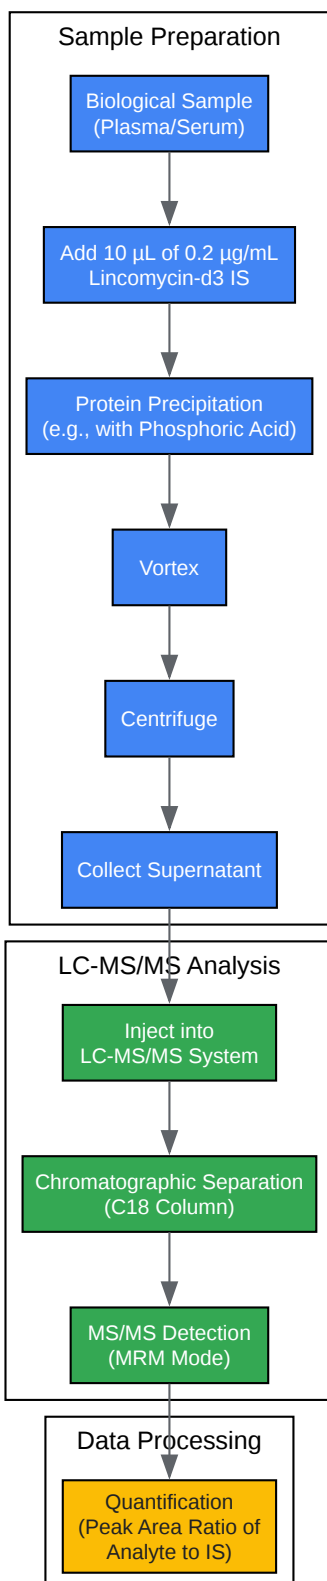 Sample Preparation
Biological Sample
(Plasma/Serum)
Add 10 µL of 0.2 µg/mL
Lincomycin-d3 IS
Protein Precipitation
(e.g., with Phosphoric Acid)
Vortex
Centrifuge
Collect Supernatant
LC-MS/MS Analysis
Inject into
LC-MS/MS System
Chromatographic Separation
(C18 Column)
MS/MS Detection
(MRM Mode)
Data Processing
Quantification
(Peak Area Ratio of
Analyte to IS)